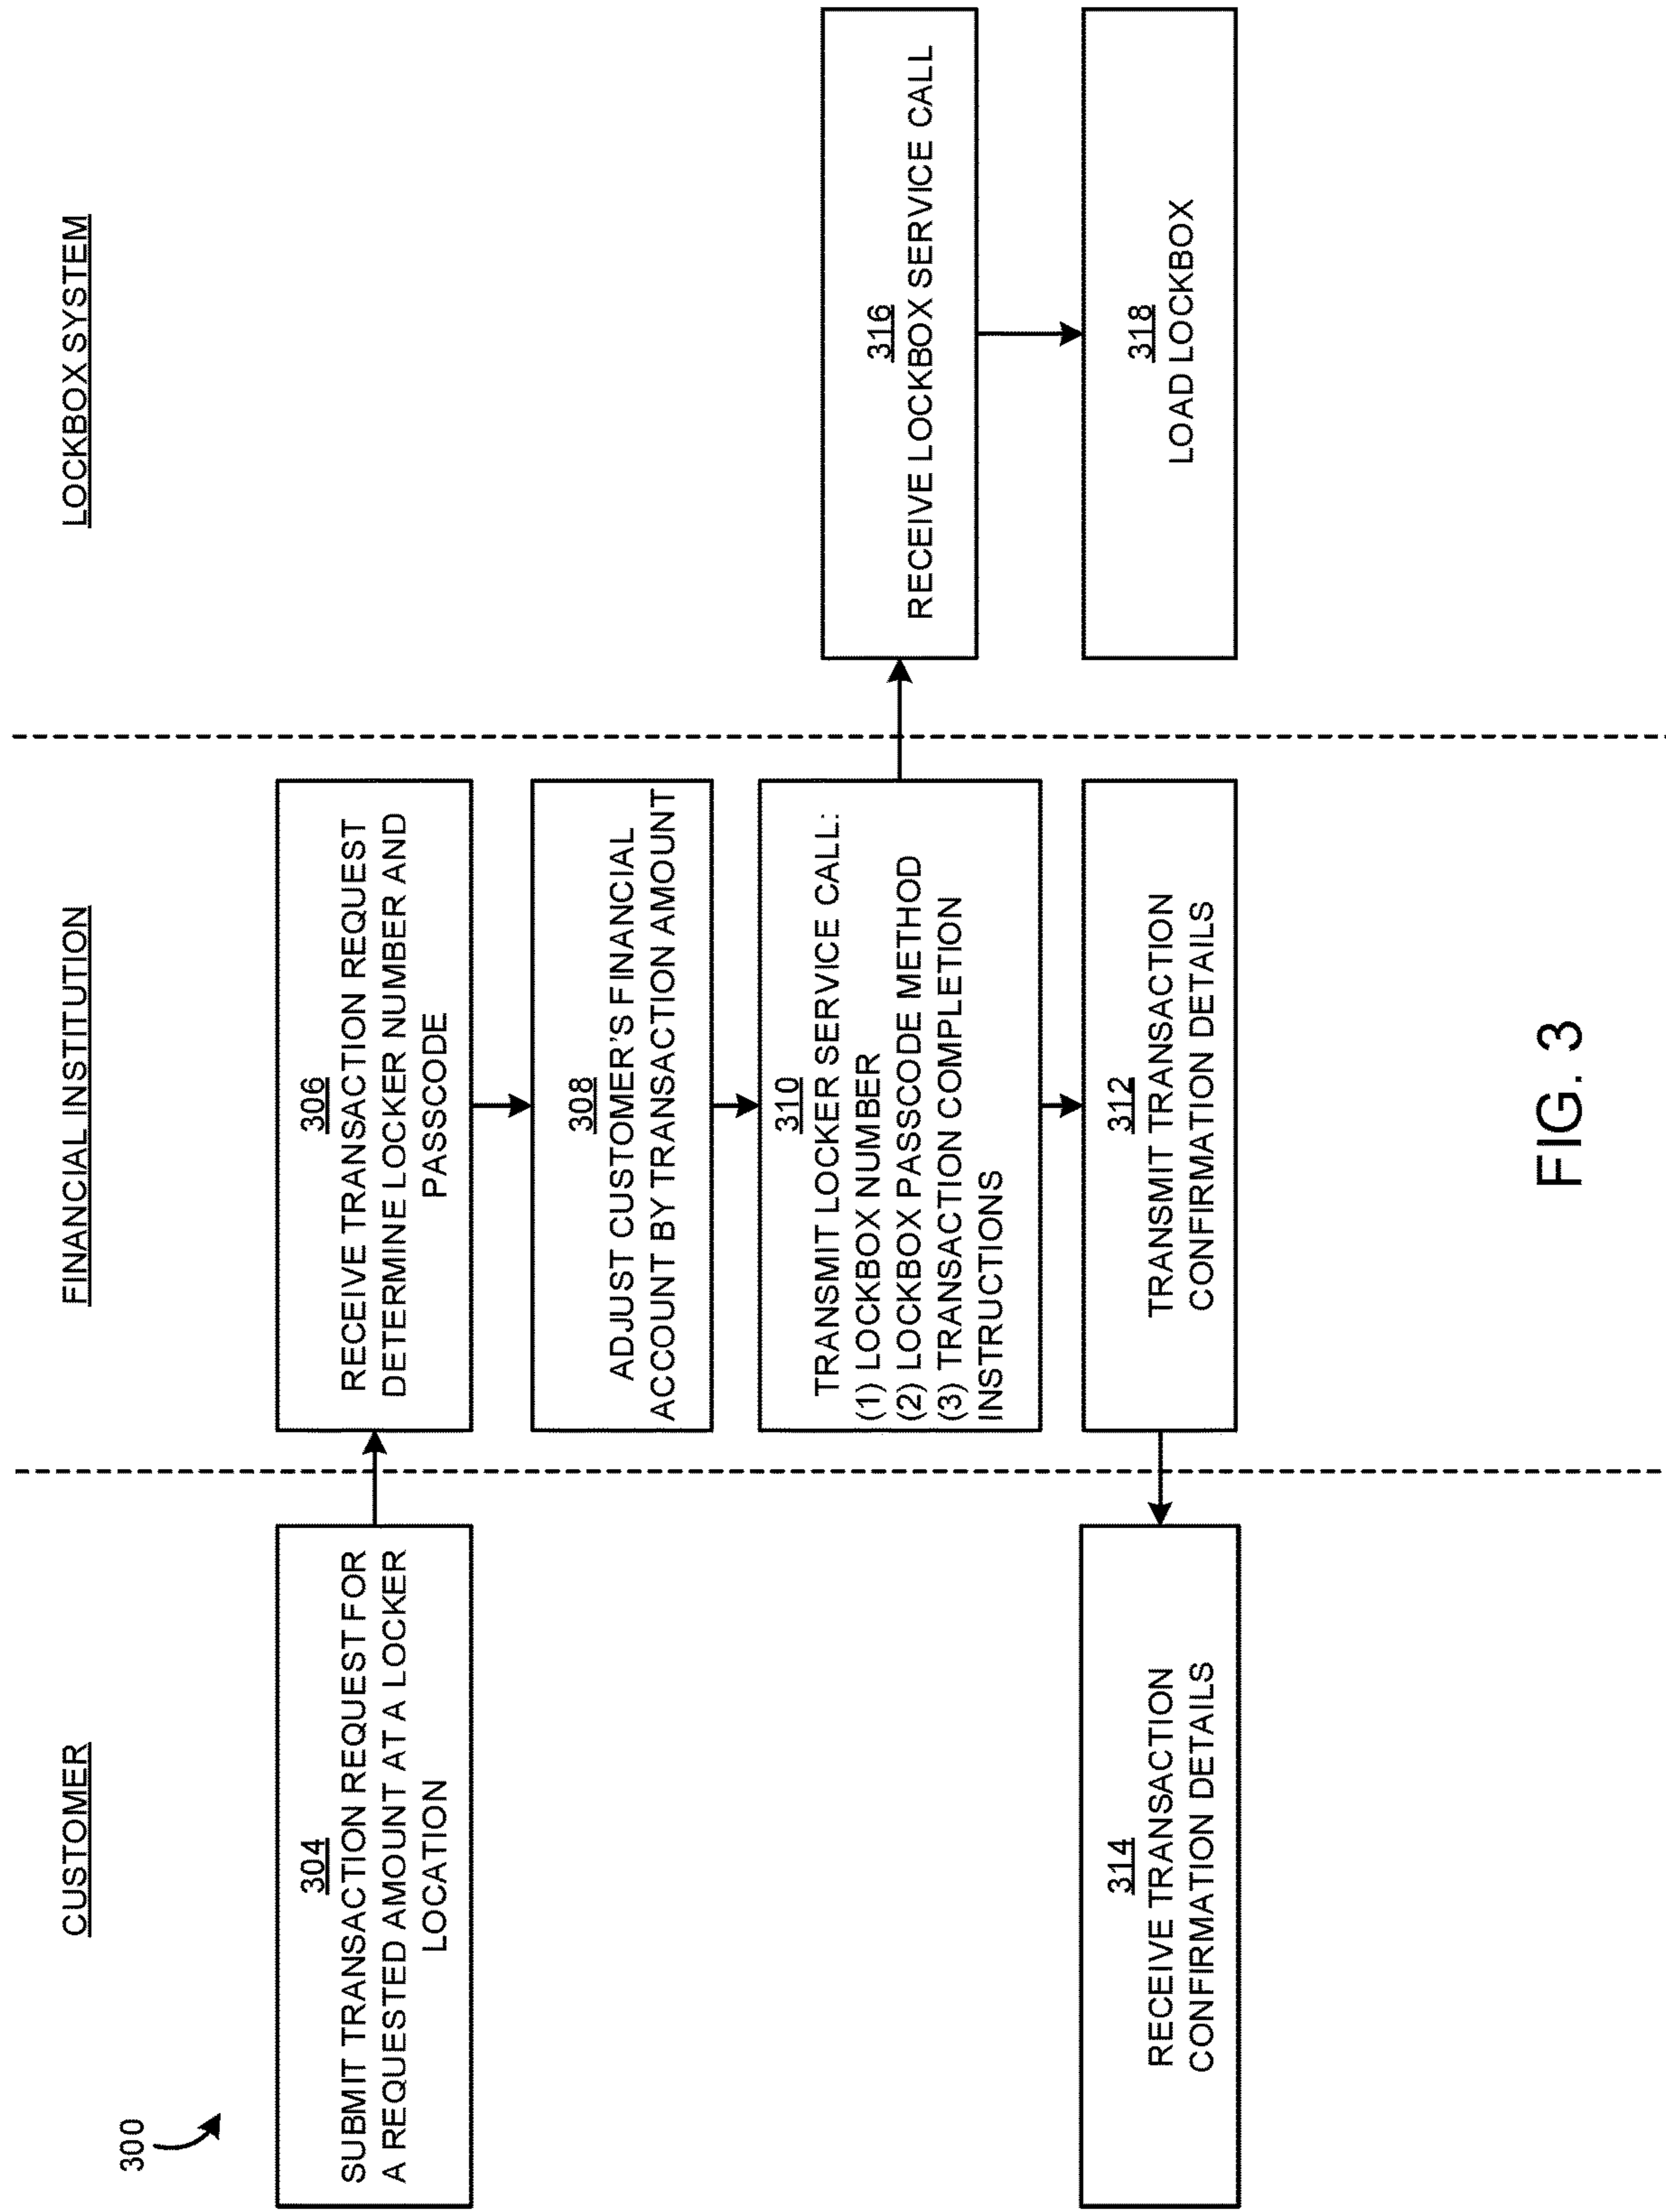 300
CUSTOMER
FINANCIAL INSTITUTION
LOCKBOX SYSTEM
304
SUBMIT TRANSACTION REQUEST FOR
A REQUESTED AMOUNT AT A LOCKER
LOCATION
306
RECEIVE TRANSACTION REQUEST
DETERMINE LOCKER NUMBER AND
PASSCODE
308
ADJUST CUSTOMER'S FINANCIAL
ACCOUNT BY TRANSACTION AMOUNT
310
TRANSMIT LOCKER SERVICE CALL:
(1) LOCKBOX NUMBER
(2) LOCKBOX PASSCODE METHOD
(3) TRANSACTION COMPLETION
INSTRUCTIONS
316
RECEIVE LOCKBOX SERVICE CALL
312
TRANSMIT TRANSACTION
CONFIRMATION DETAILS
314
RECEIVE TRANSACTION
CONFIRMATION DETAILS
318
LOAD LOCKBOX
FIG. 3